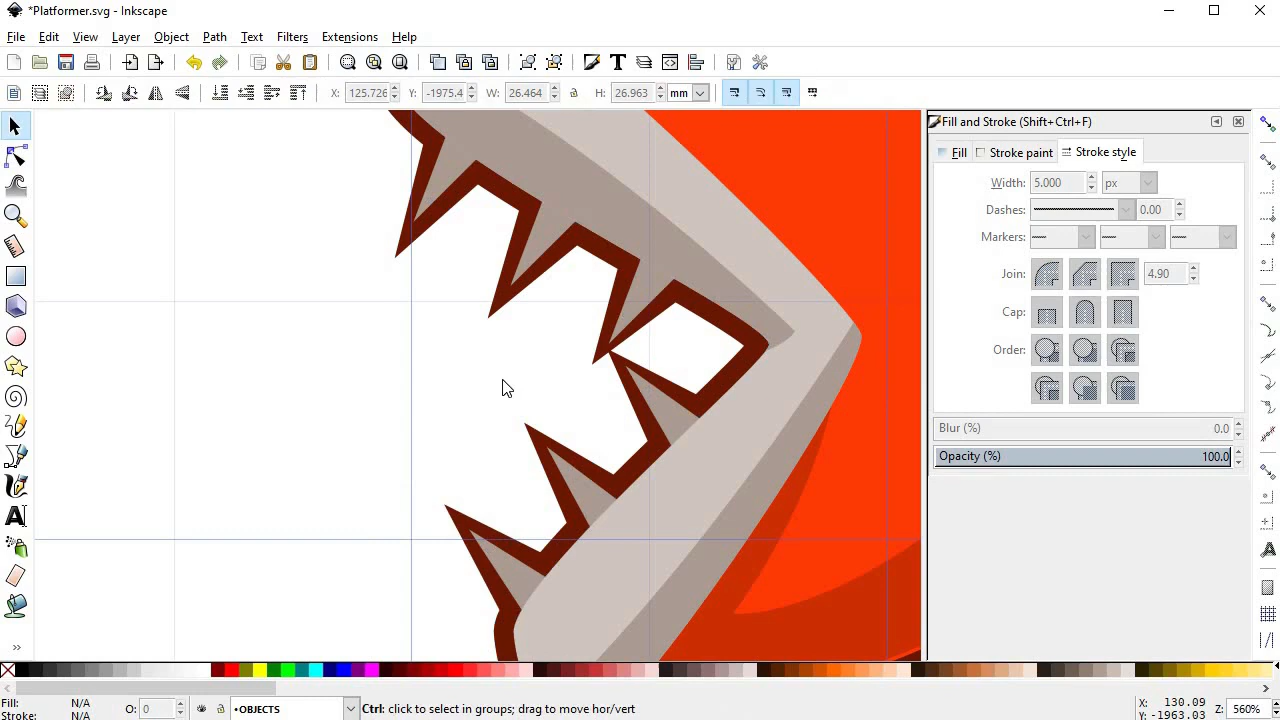 *Platformer.svg - Inkscape
File Edit View Layer Object Path Text Filters Extensions Help
X: 125.726 Y: -1975,4 W: 26.464 H: 26.963 mm
Fill and Stroke (Shift+Ctrl+F)
Fill Stroke paint Stroke style
Width: 5.000 px
Dashes: 0.00
Markers:
Join: 4.90
Cap:
Order:
Blur (%) 0.0
Opacity (%) 100.0
Fill: N/A
Stroke: N/A
O: 0
•OBJECTS
Ctrl: click to select in groups; drag to move hor/vert
X: 130.09
Y: -1963.03
Z: 560%